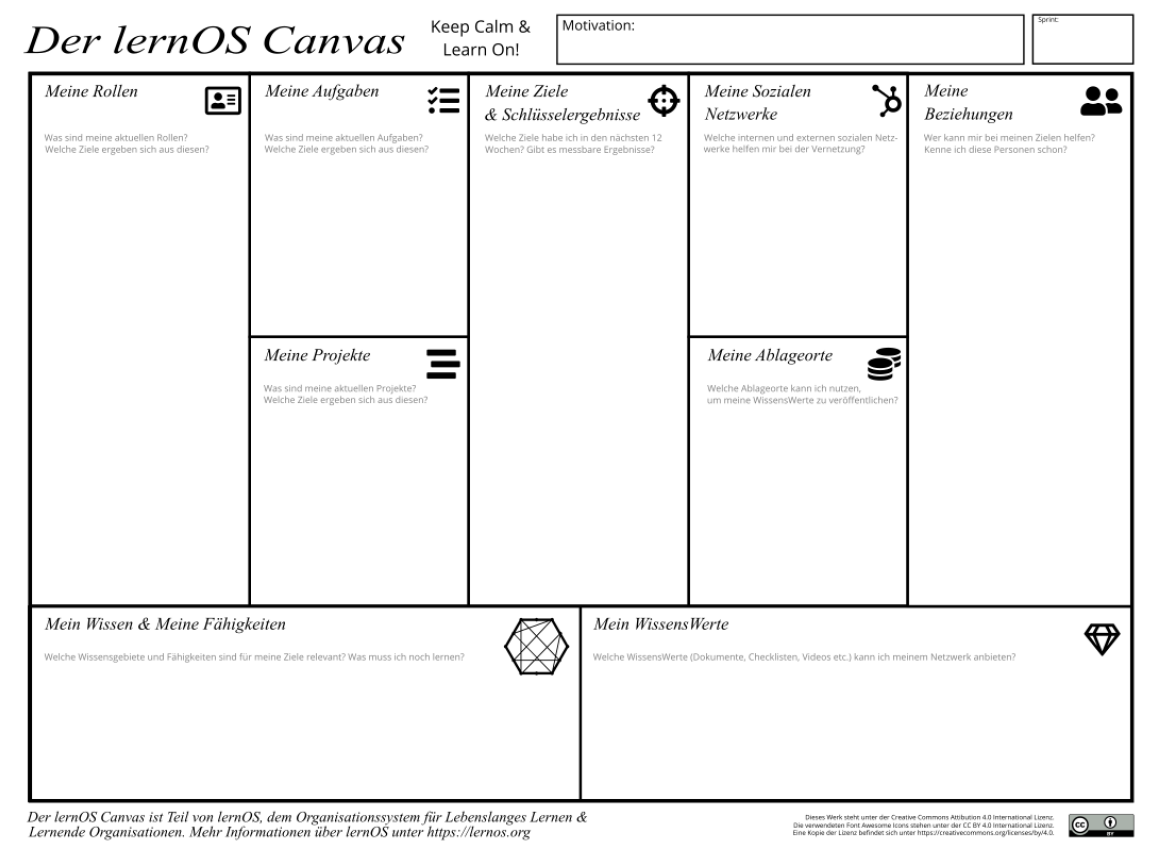 Der lernOS Canvas
Keep Calm &
Learn On!
Motivation:
Sprint:
Meine Rollen
Was sind meine aktuellen Rollen?
Welche Ziele ergeben sich aus diesen?
Meine Aufgaben
Was sind meine aktuellen Aufgaben?
Welche Ziele ergeben sich aus diesen?
Meine Projekte
Was sind meine aktuellen Projekte?
Welche Ziele ergeben sich aus diesen?
Meine Ziele
& Schlüsselergebnisse
Welche Ziele habe ich in den nächsten 12
Wochen? Gibt es messbare Ergebnisse?
Meine Sozialen
Netzwerke
Welche internen und externen sozialen Netz-
werke helfen mir bei der Vernetzung?
Meine Ablageorte
Welche Ablageorte kann ich nutzen,
um meine WissensWerte zu veröffentlichen?
Meine
Beziehungen
Wer kann mir bei meinen Zielen helfen?
Kenne ich diese Personen schon?
Mein Wissen & Meine Fähigkeiten
Welche Wissensgebiete und Fähigkeiten sind für meine Ziele relevant? Was muss ich noch lernen?
Mein WissensWerte
Welche WissensWerte (Dokumente, Checklisten, Videos etc.) kann ich meinem Netzwerk anbieten?
Der lernOS Canvas ist Teil von lernOS, dem Organisationssystem für Lebenslanges Lernen &
Lernende Organisationen. Mehr Informationen über lernOS unter https://lernos.org
Dieses Werk steht unter der Creative Commons Attibution 4.0 International Lizenz.
Die verwendeten Font Awesome Icons stehen unter der CC BY 4.0 International Lizenz.
Eine Kopie der Lizenz befindet sich unter https://creativecommons.org/licenses/by/4.0.
CC
BY